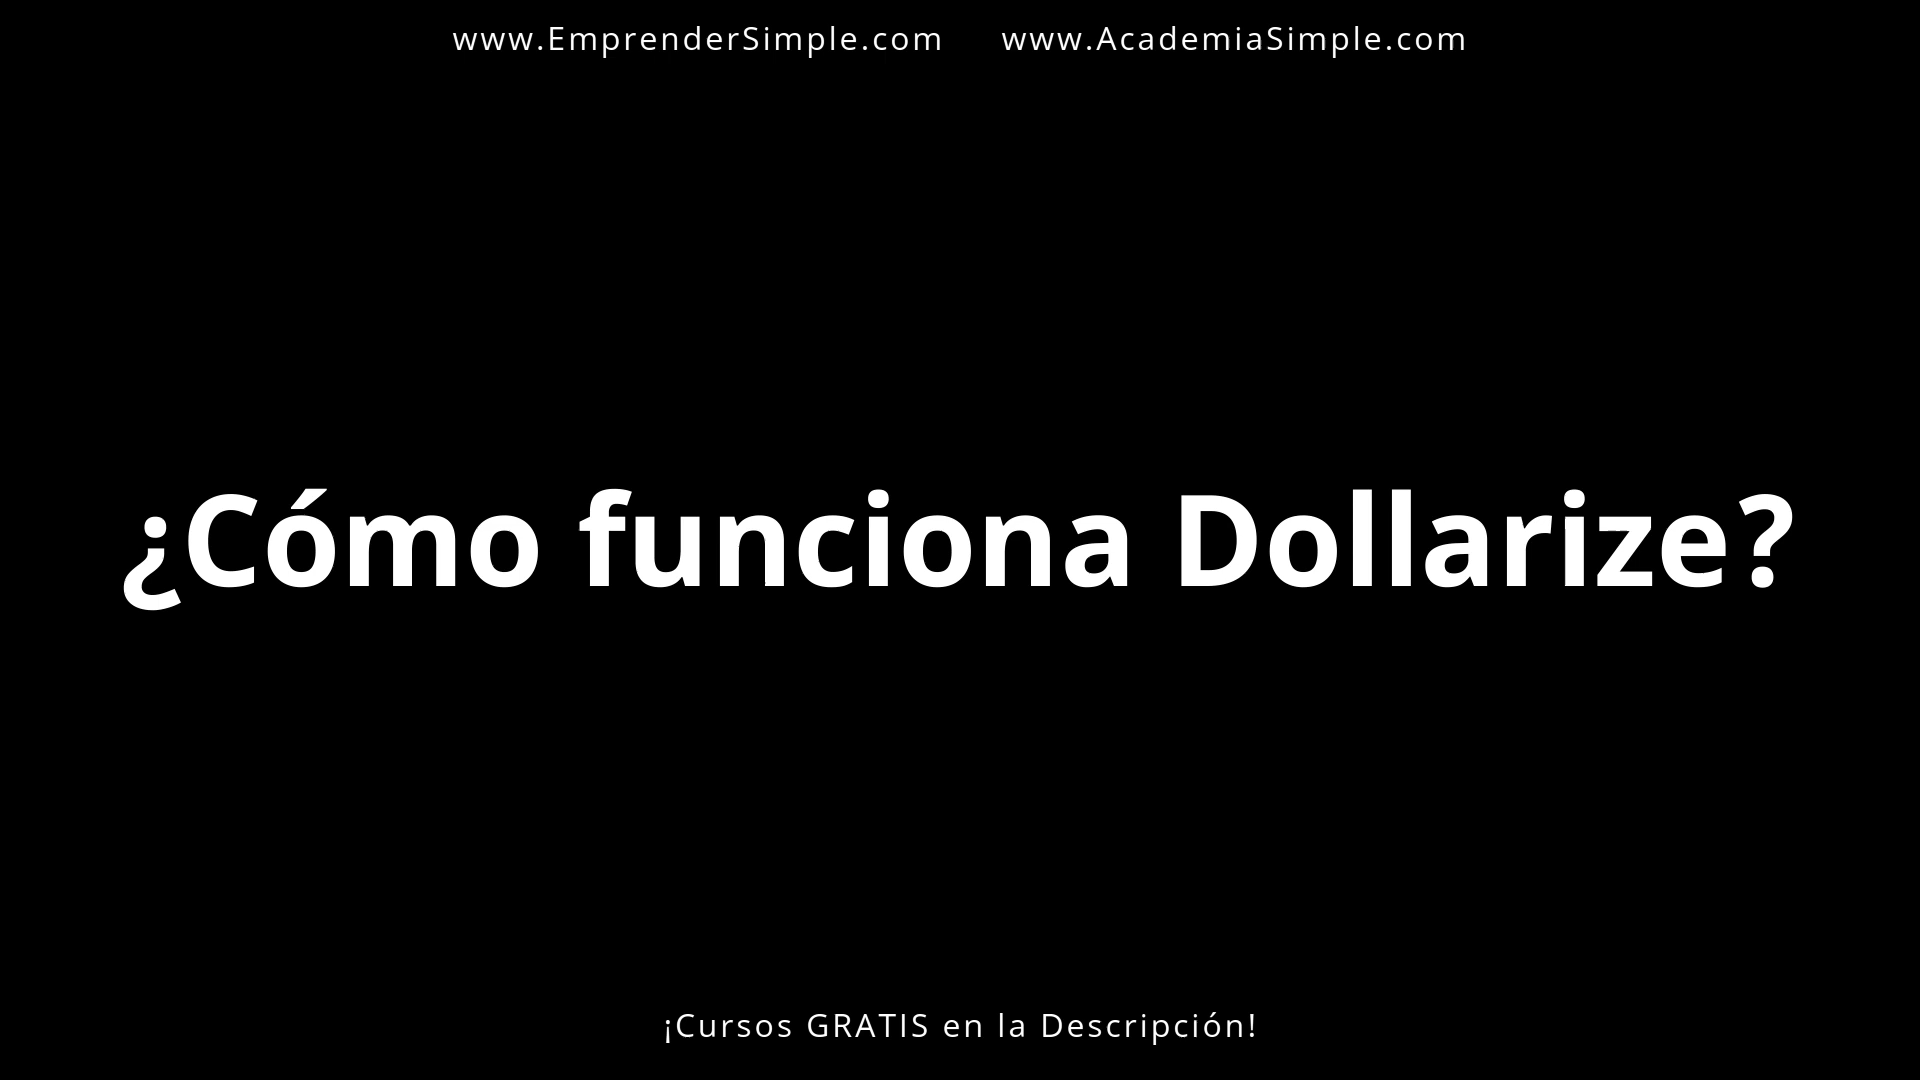 www.EmprenderSimple.com www.AcademiaSimple.com
¿Cómo funciona Dollarize?
¡Cursos GRATIS en la Descripción!